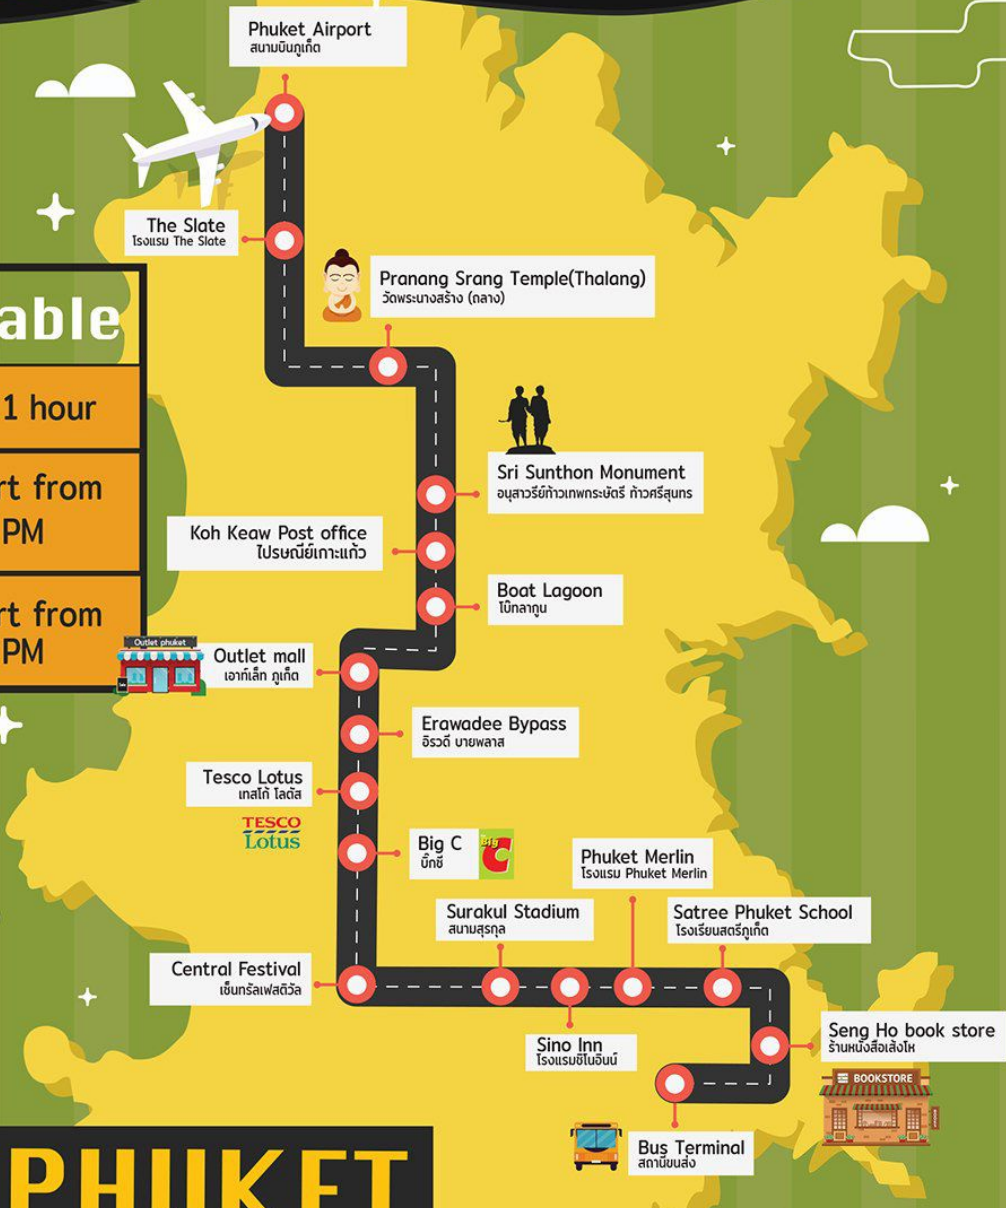 Phuket Airport
สนามบินภูเก็ต
The Slate
โรงแรม The Slate
Pranang Srang Temple(Thalang)
วัดพระนางสร้าง (ถลาง)
able
1 hour
rt from
PM
rt from
PM
Sri Sunthon Monument
อนุสาวรีย์ท้าวเทพกระษัตรี ท้าวศรีสุนทร
Koh Keaw Post office
ไปรษณีย์เกาะแก้ว
Boat Lagoon
โบ๊ทลากูน
Outlet phuket
Outlet mall
เอาท์เล็ท ภูเก็ต
Erawadee Bypass
อิรวดี บายพลาส
Tesco Lotus
เทสโก้ โลตัส
TESCO
Lotus
Big C
บิ๊กซี
Big
C
Phuket Merlin
โรงแรม Phuket Merlin
Surakul Stadium
สนามสุรกุล
Satree Phuket School
โรงเรียนสตรีภูเก็ต
Central Festival
เซ็นทรัลเฟสติวัล
Sino Inn
โรงแรมซิโนอินน์
Seng Ho book store
ร้านหนังสือเส้งโห
BOOKSTORE
Bus Terminal
สถานีขนส่ง
PHUKET